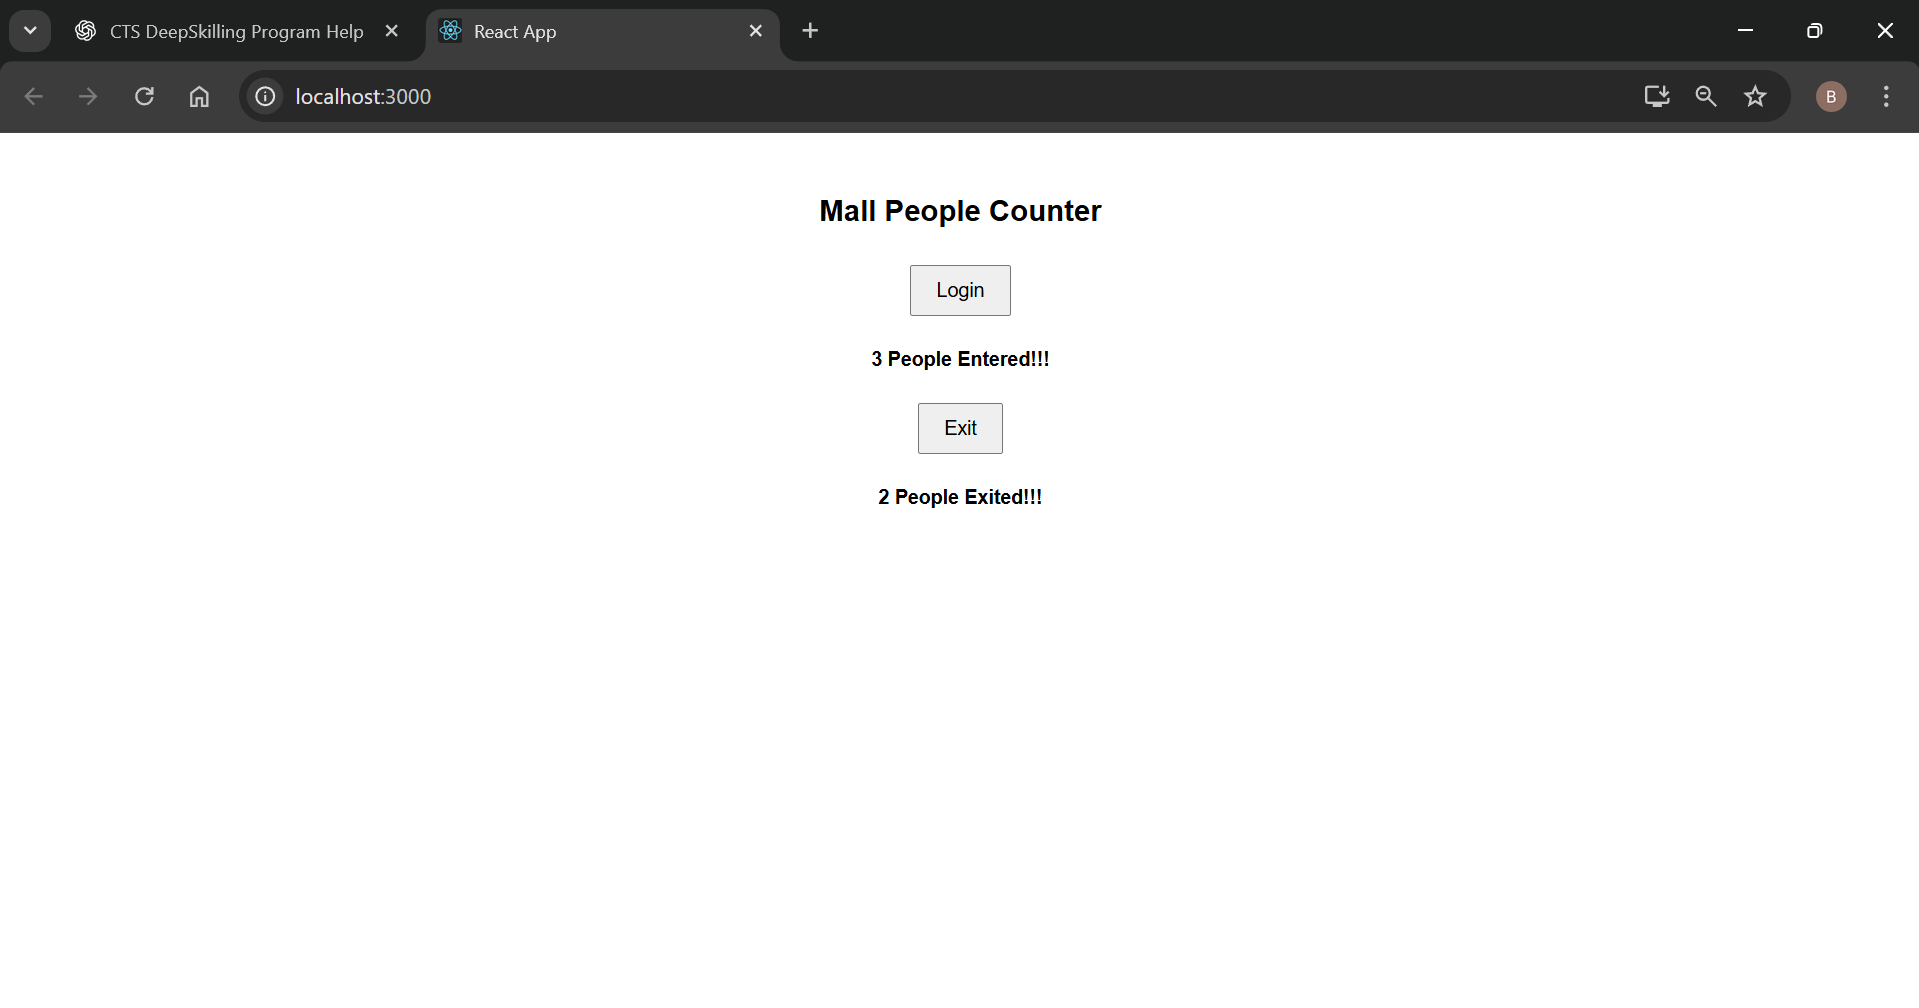 CTS DeepSkilling Program Help
React App
localhost:3000
B
Mall People Counter
Login
3 People Entered!!!
Exit
2 People Exited!!!